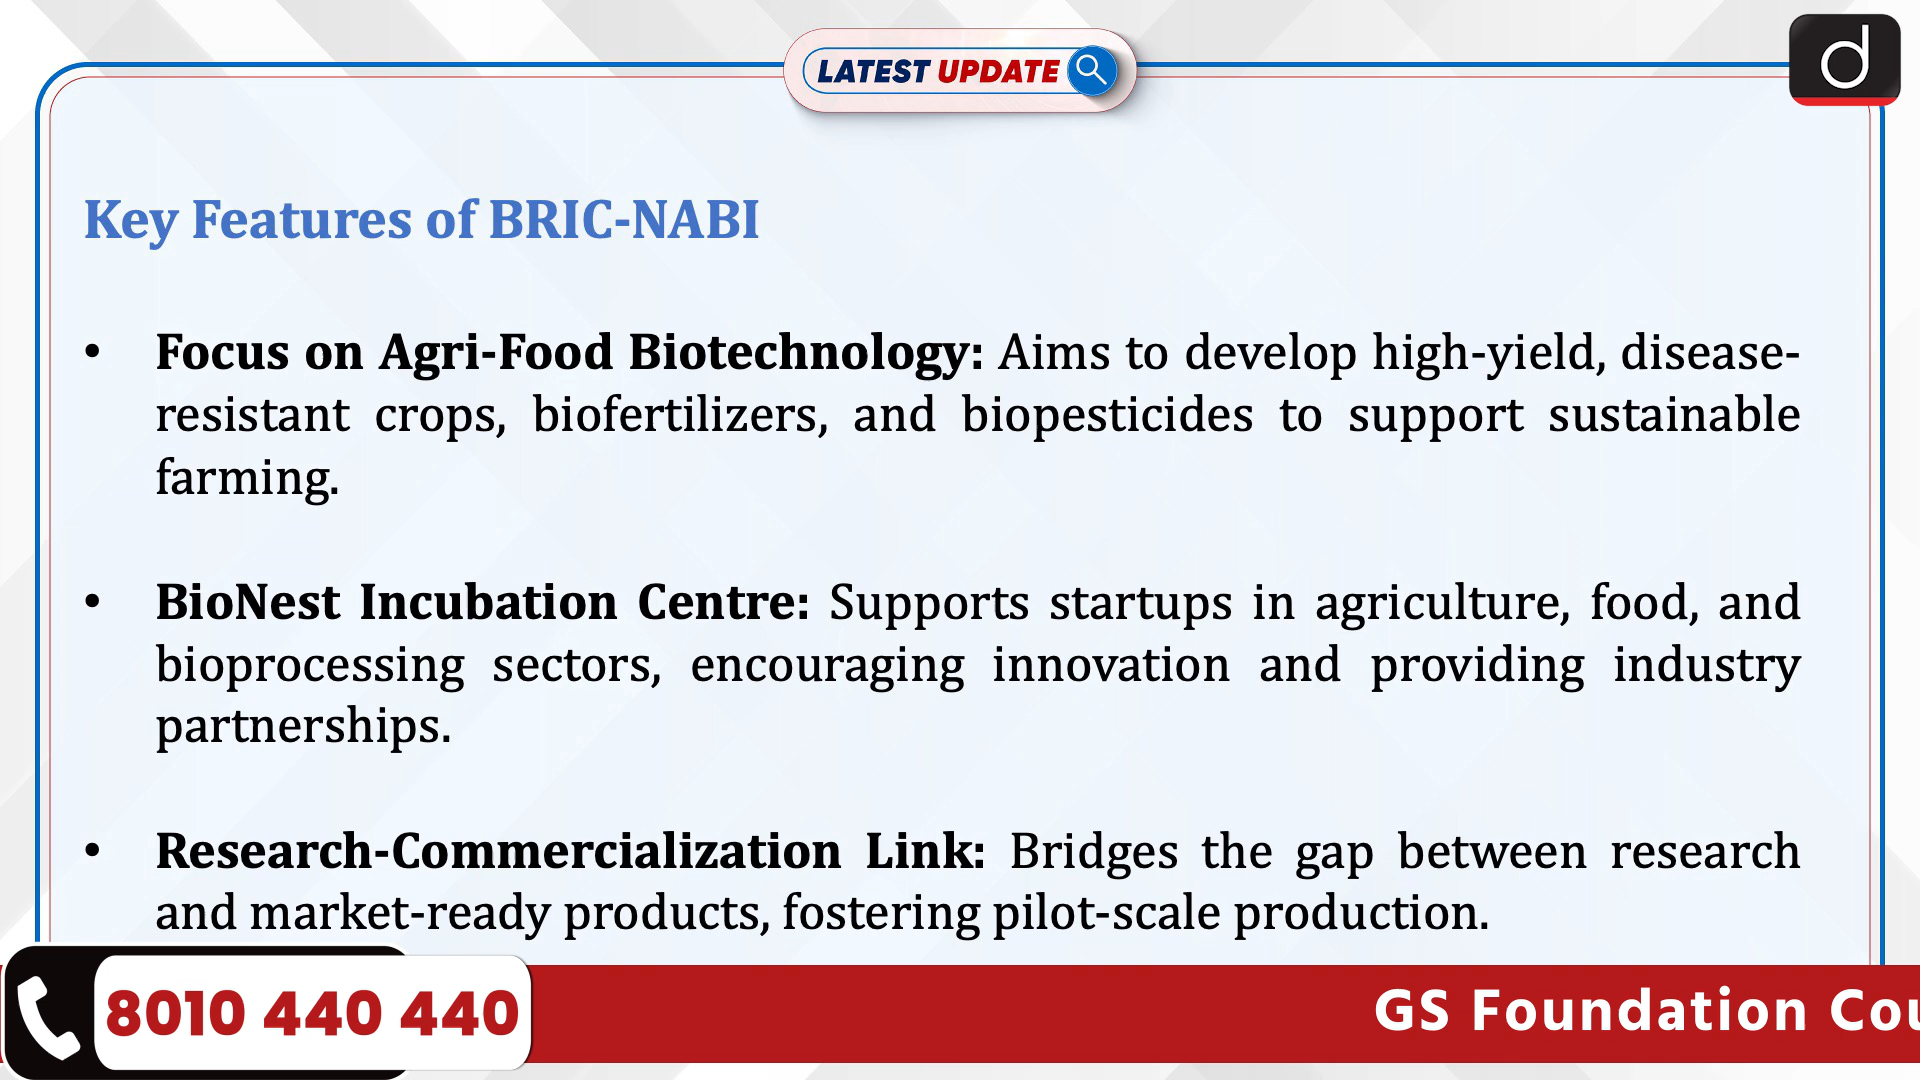 LATEST UPDATE
d
Key Features of BRIC-NABI
• Focus on Agri-Food Biotechnology: Aims to develop high-yield, disease-
resistant crops, biofertilizers, and biopesticides to support sustainable
farming.
• BioNest Incubation Centre: Supports startups in agriculture, food, and
bioprocessing sectors, encouraging innovation and providing industry
partnerships.
• Research-Commercialization Link: Bridges the gap between research
and market-ready products, fostering pilot-scale production.
8010 440 440
GS Foundation Cou